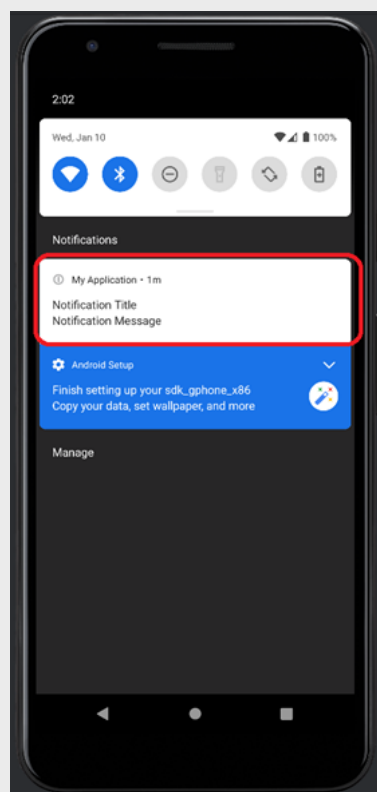 2:02
Wed, Jan 10 100%
Notifications
My Application • 1m
Notification Title
Notification Message
Android Setup
Finish setting up your sdk_gphone_x86
Copy your data, set wallpaper, and more
Manage